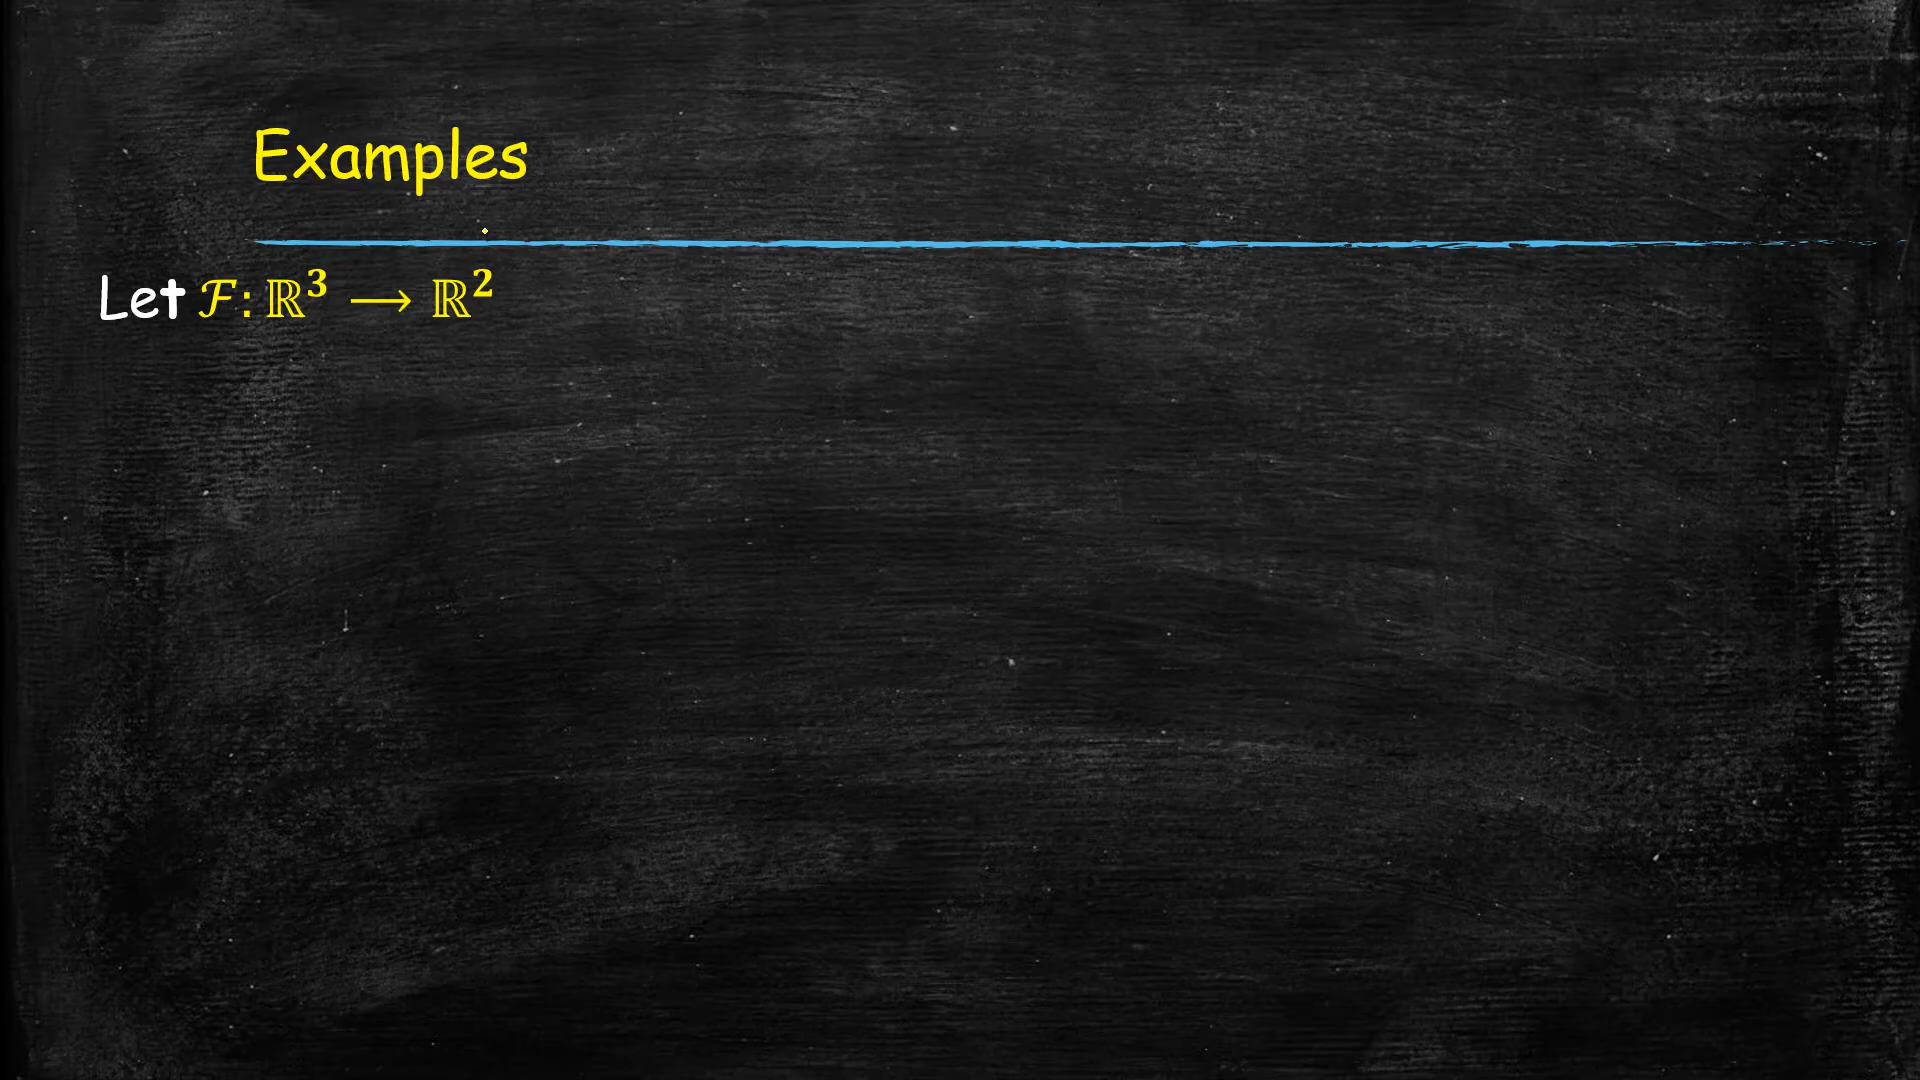 Examples
Let ℱ: ℝ³ ⟶ ℝ²